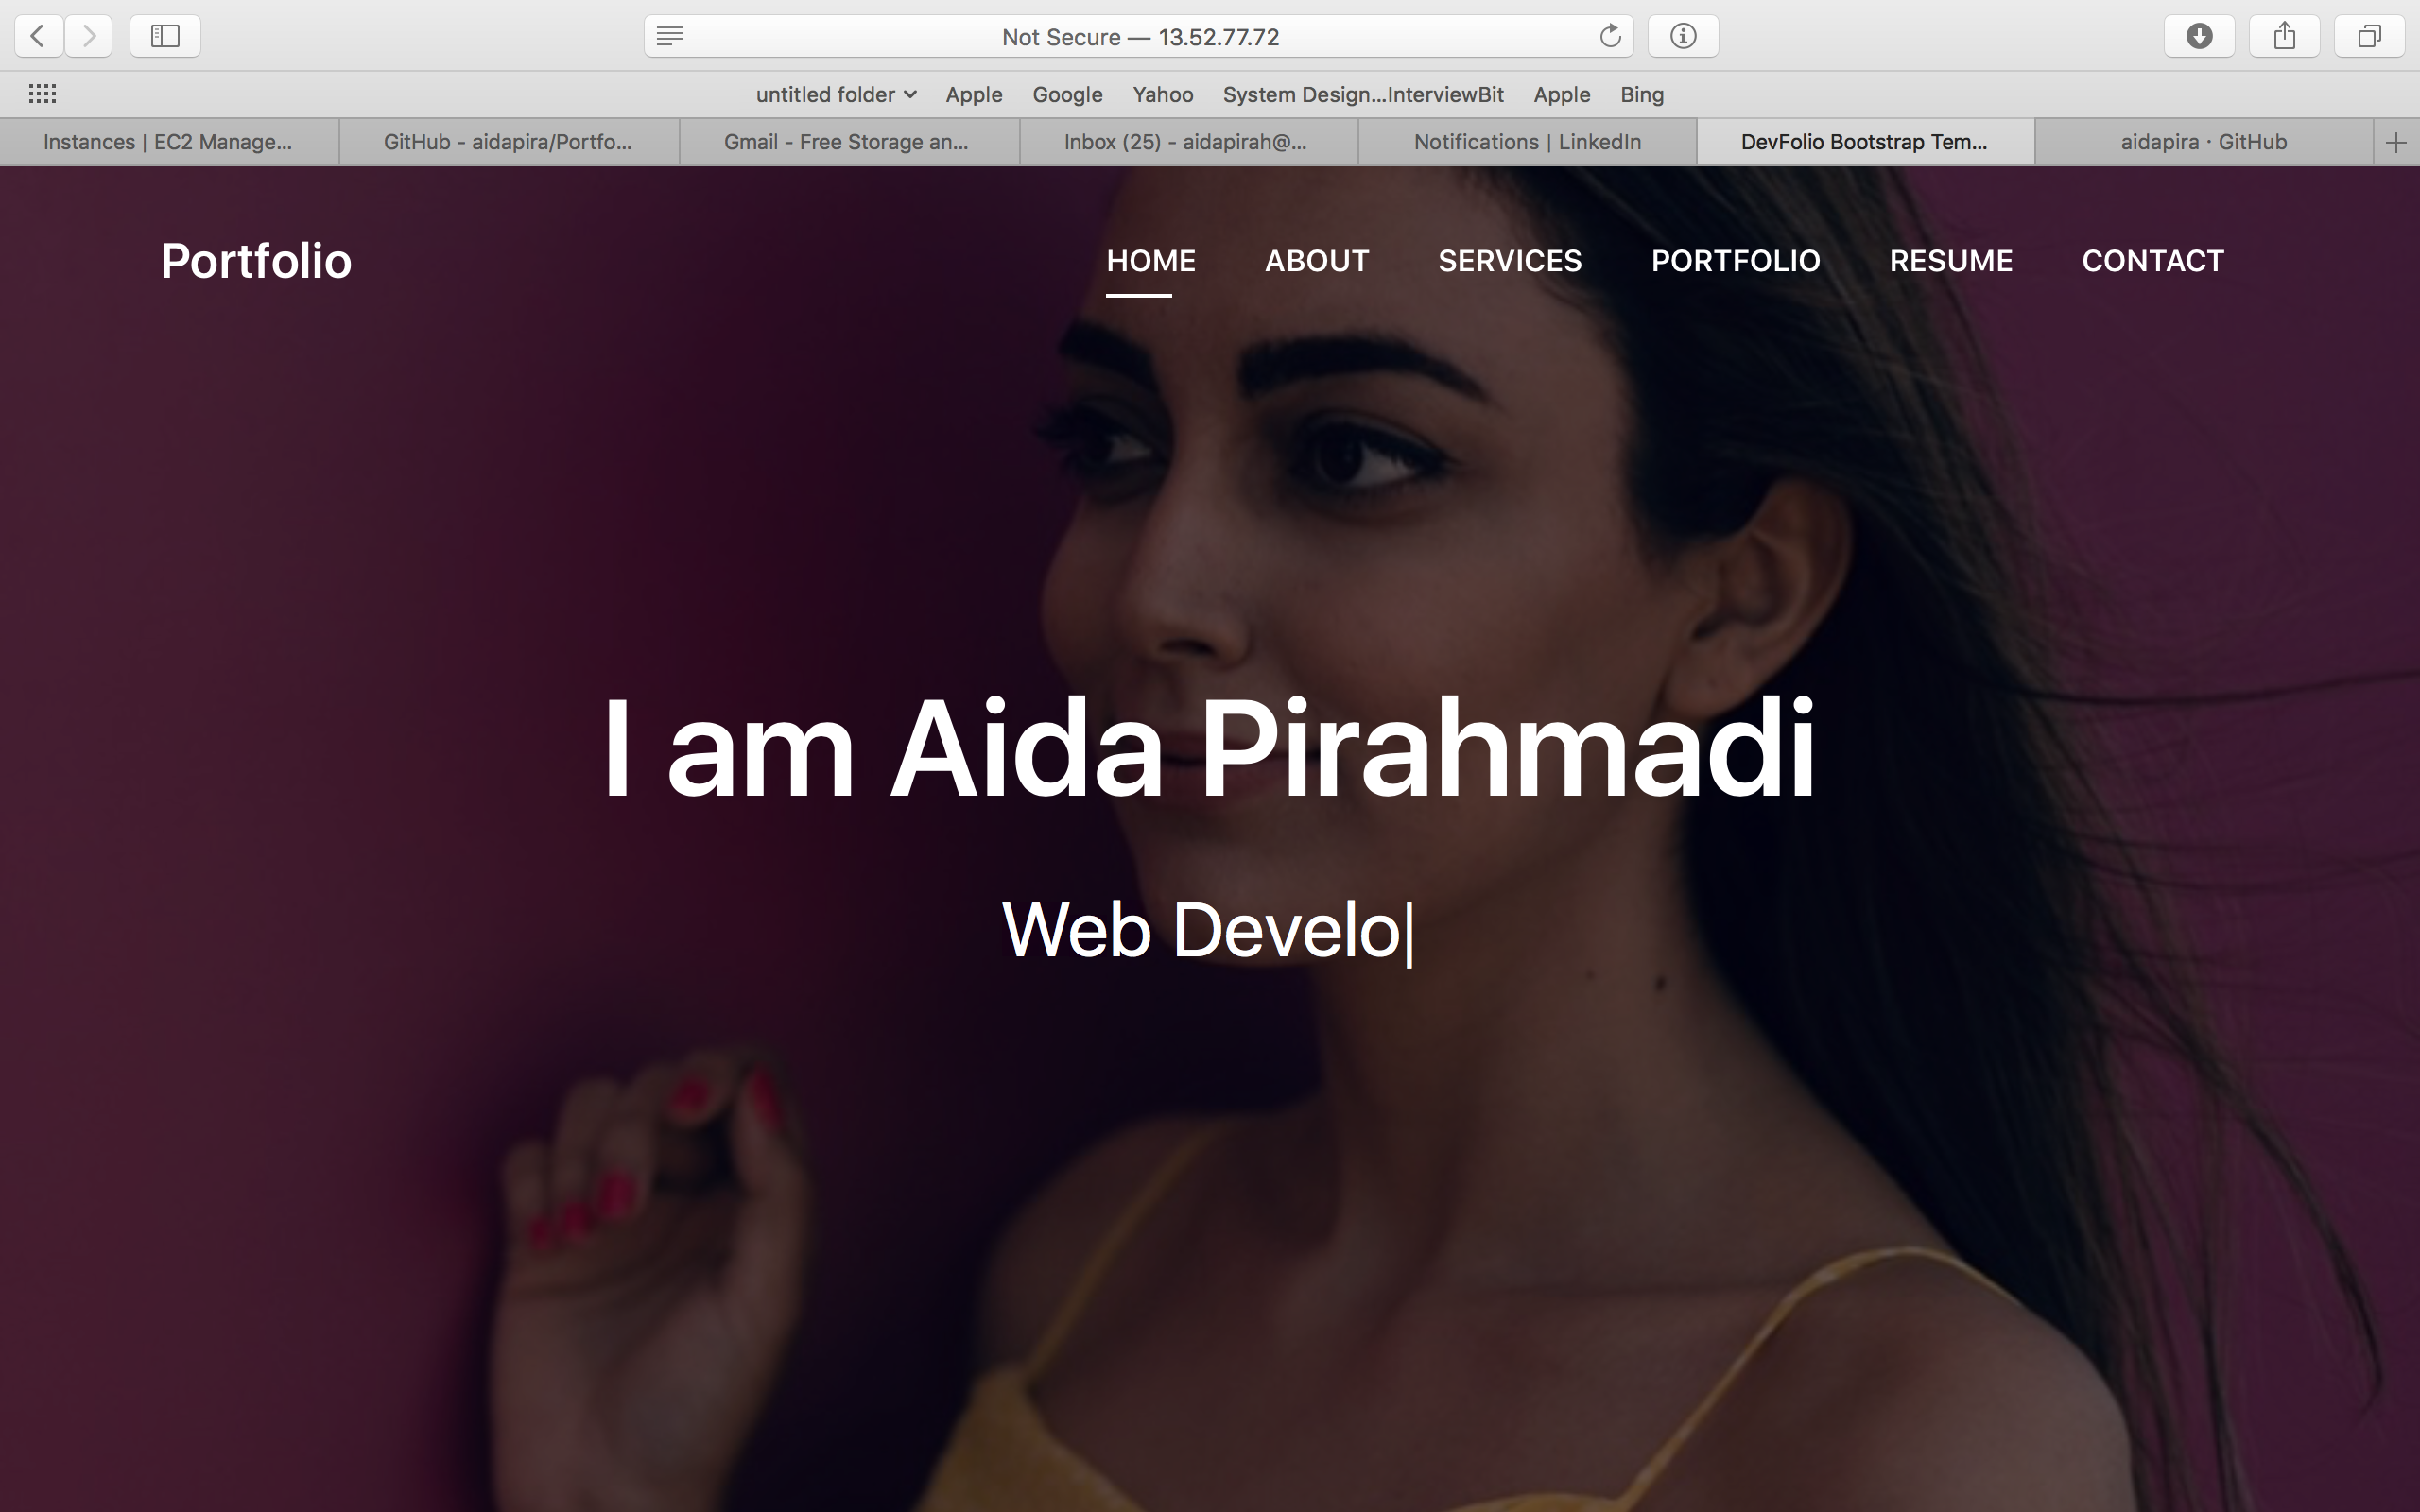 Not Secure — 13.52.77.72
untitled folder Apple Google Yahoo System Design...InterviewBit Apple Bing
Instances | EC2 Manage... GitHub - aidapira/Portfo... Gmail - Free Storage an... Inbox (25) - aidapirah@... Notifications | LinkedIn DevFolio Bootstrap Tem... aidapira · GitHub
Portfolio HOME ABOUT SERVICES PORTFOLIO RESUME CONTACT
I am Aida Pirahmadi
Web Develo|